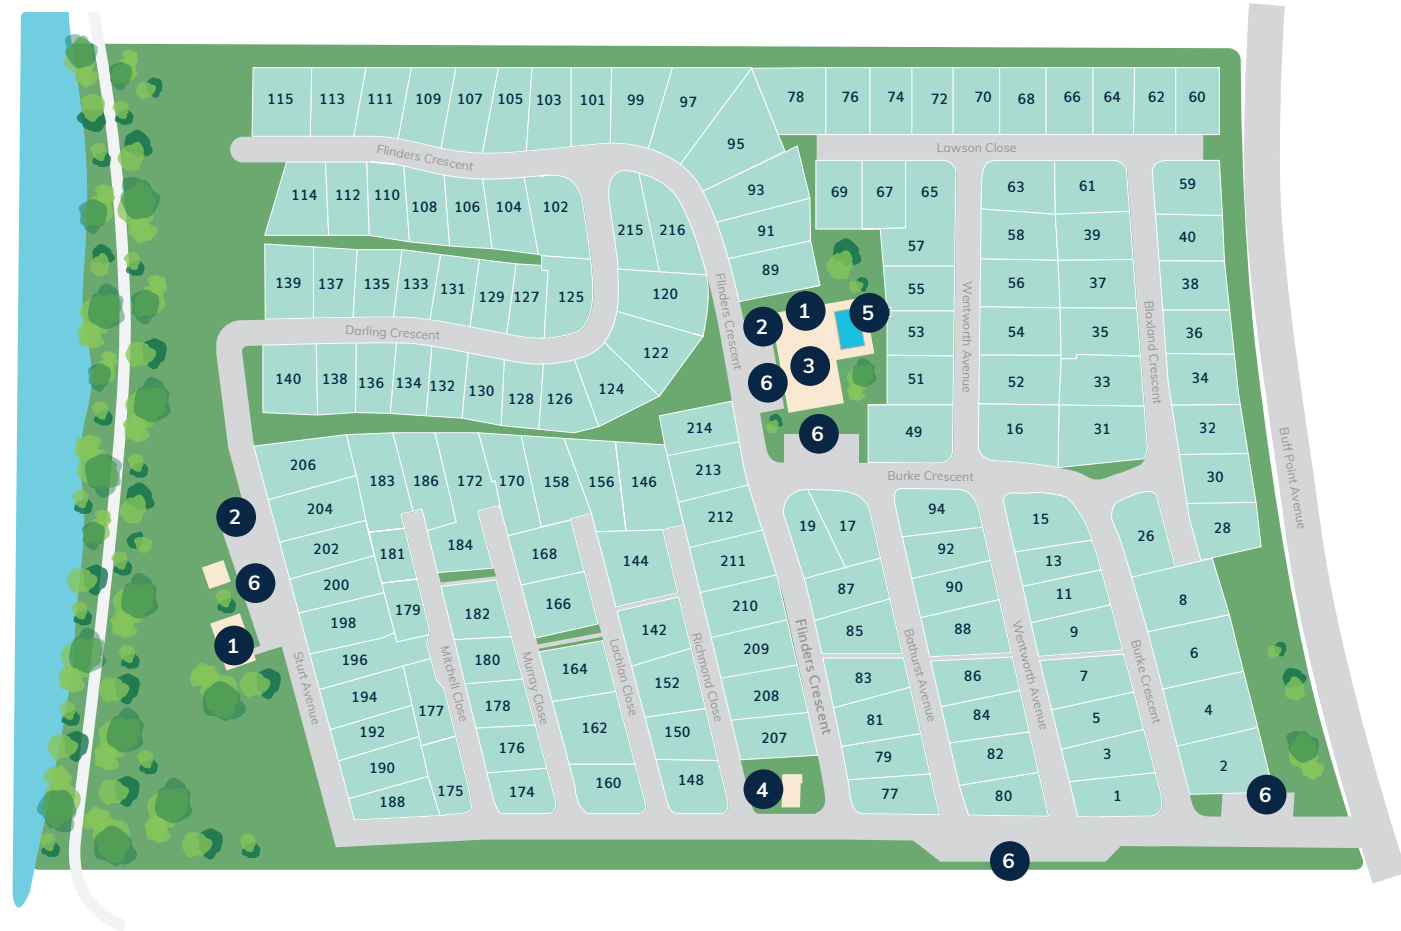 115 113 111 109 107 105 103 101 99 97 78 76 74 72 70 68 66 64 62 60
95
Flinders Crescent
Lawson Close
114 112 110 108 106 104 102
93
69 67 65 63 61 59
215 216
91
57 58 39 40
89
139 137 135 133 131 129 127 125
120
55 56 37 38
Flinders Crescent
Wentworth Avenue
Blaxland Crescent
1
5
2
Darling Crescent
53 54 35 36
122
3
6
140 138 136 134 132 130 128 126 124
51 52 33 34
214
6
49 16 31 32
Buff Point Avenue
206
183 186 172 170 158 156 146
213
Burke Crescent
30
204
212
19 17
94 15 26 28
2
202
181 184 168 144 211
92 13
6
200
179 182 166 142 210
87 90 11 8
198
85 88 9
1
196
180 164 152 209
Sturt Avenue
Mitchell Close
Murray Close
Lachlan Close
Richmond Close
Flinders Crescent
Bathurst Avenue
Wentworth Avenue
Burke Crescent
6
194
177 178 162 150 208
83 86 7
192
81 84 5 4
176 207
190
79 82 3 2
188 175 174 160 148
4
77 80 1
6
6